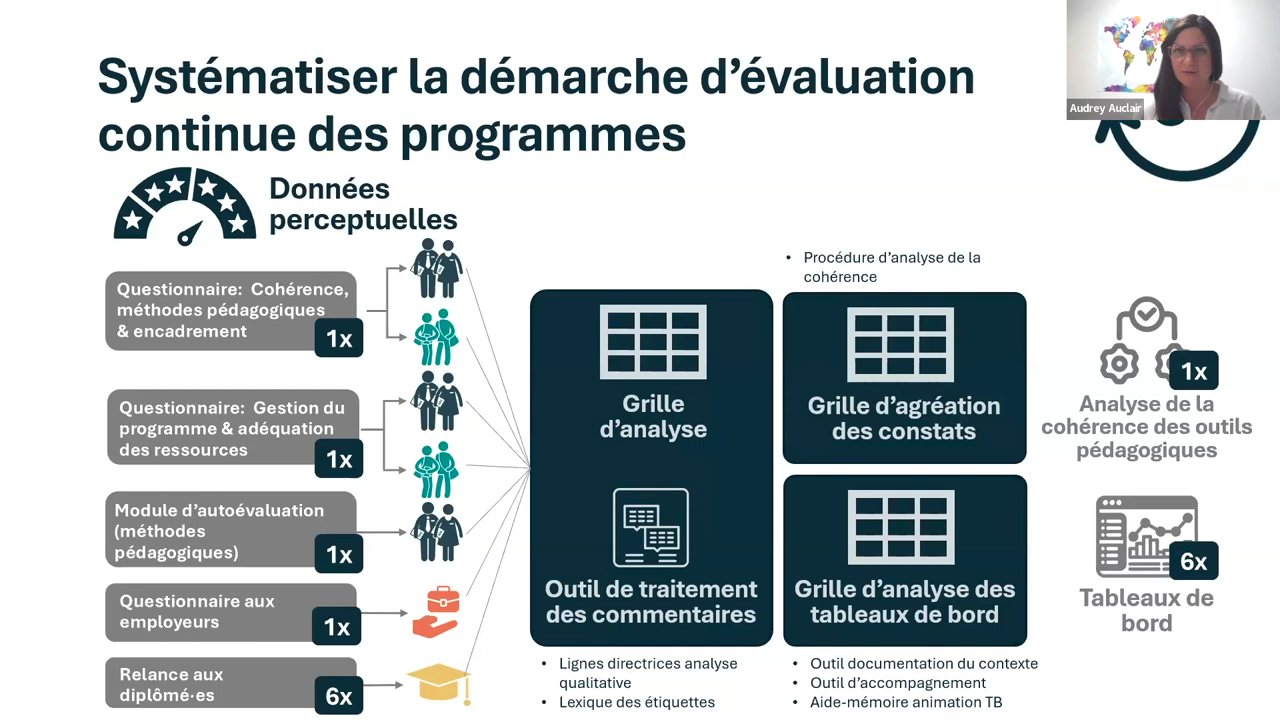 Systématiser la démarche d’évaluation
continue des programmes
Audrey Auclair
Données
perceptuelles
Questionnaire: Cohérence,
méthodes pédagogiques
& encadrement
1x
Questionnaire: Gestion du
programme & adéquation
des ressources
1x
Module d’autoévaluation
(méthodes
pédagogiques)
1x
Questionnaire aux
employeurs
1x
Relance aux
diplômé·es
6x
Grille
d’analyse
Outil de traitement
des commentaires
• Lignes directrices analyse
qualitative
• Lexique des étiquettes
• Procédure d’analyse de la
cohérence
Grille d’agréation
des constats
Grille d’analyse des
tableaux de bord
• Outil documentation du contexte
• Outil d’accompagnement
• Aide-mémoire animation TB
1x
Analyse de la
cohérence des outils
pédagogiques
6x
Tableaux de
bord